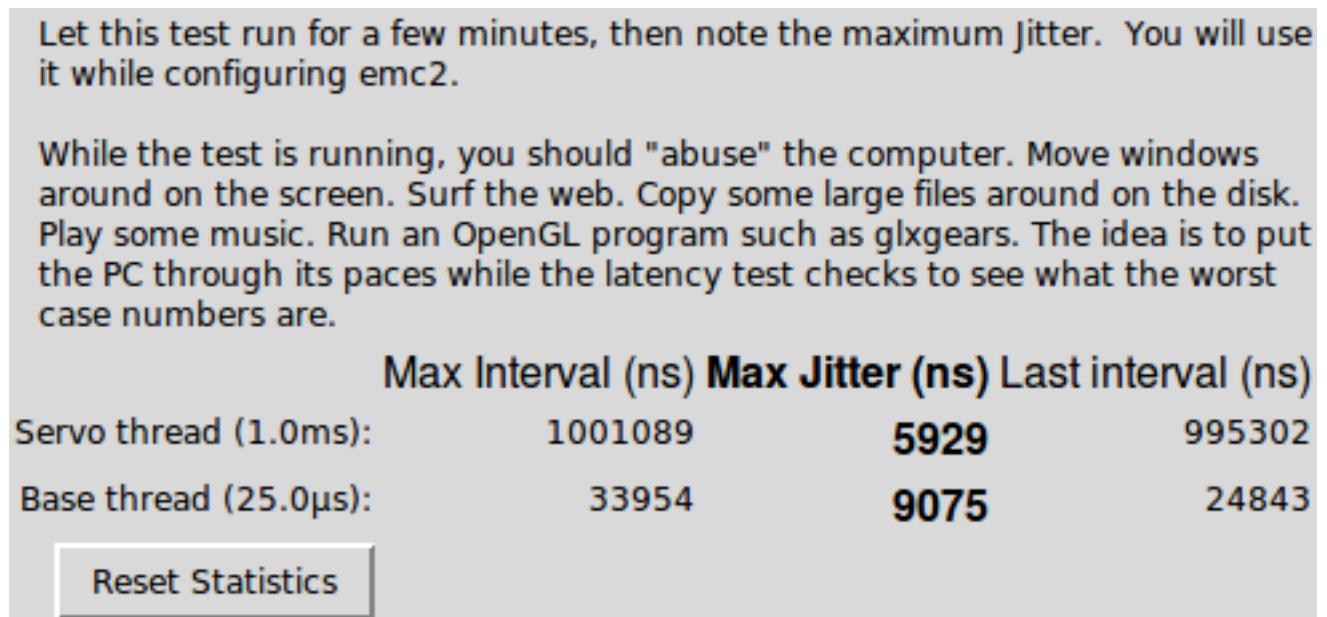 Let this test run for a few minutes, then note the maximum Jitter.  You will use
it while configuring emc2.
While the test is running, you should "abuse" the computer. Move windows
around on the screen. Surf the web. Copy some large files around on the disk.
Play some music. Run an OpenGL program such as glxgears. The idea is to put
the PC through its paces while the latency test checks to see what the worst
case numbers are.
Max Interval (ns) Max Jitter (ns) Last interval (ns)
Servo thread (1.0ms): 1001089 5929 995302
Base thread (25.0µs): 33954 9075 24843
Reset Statistics